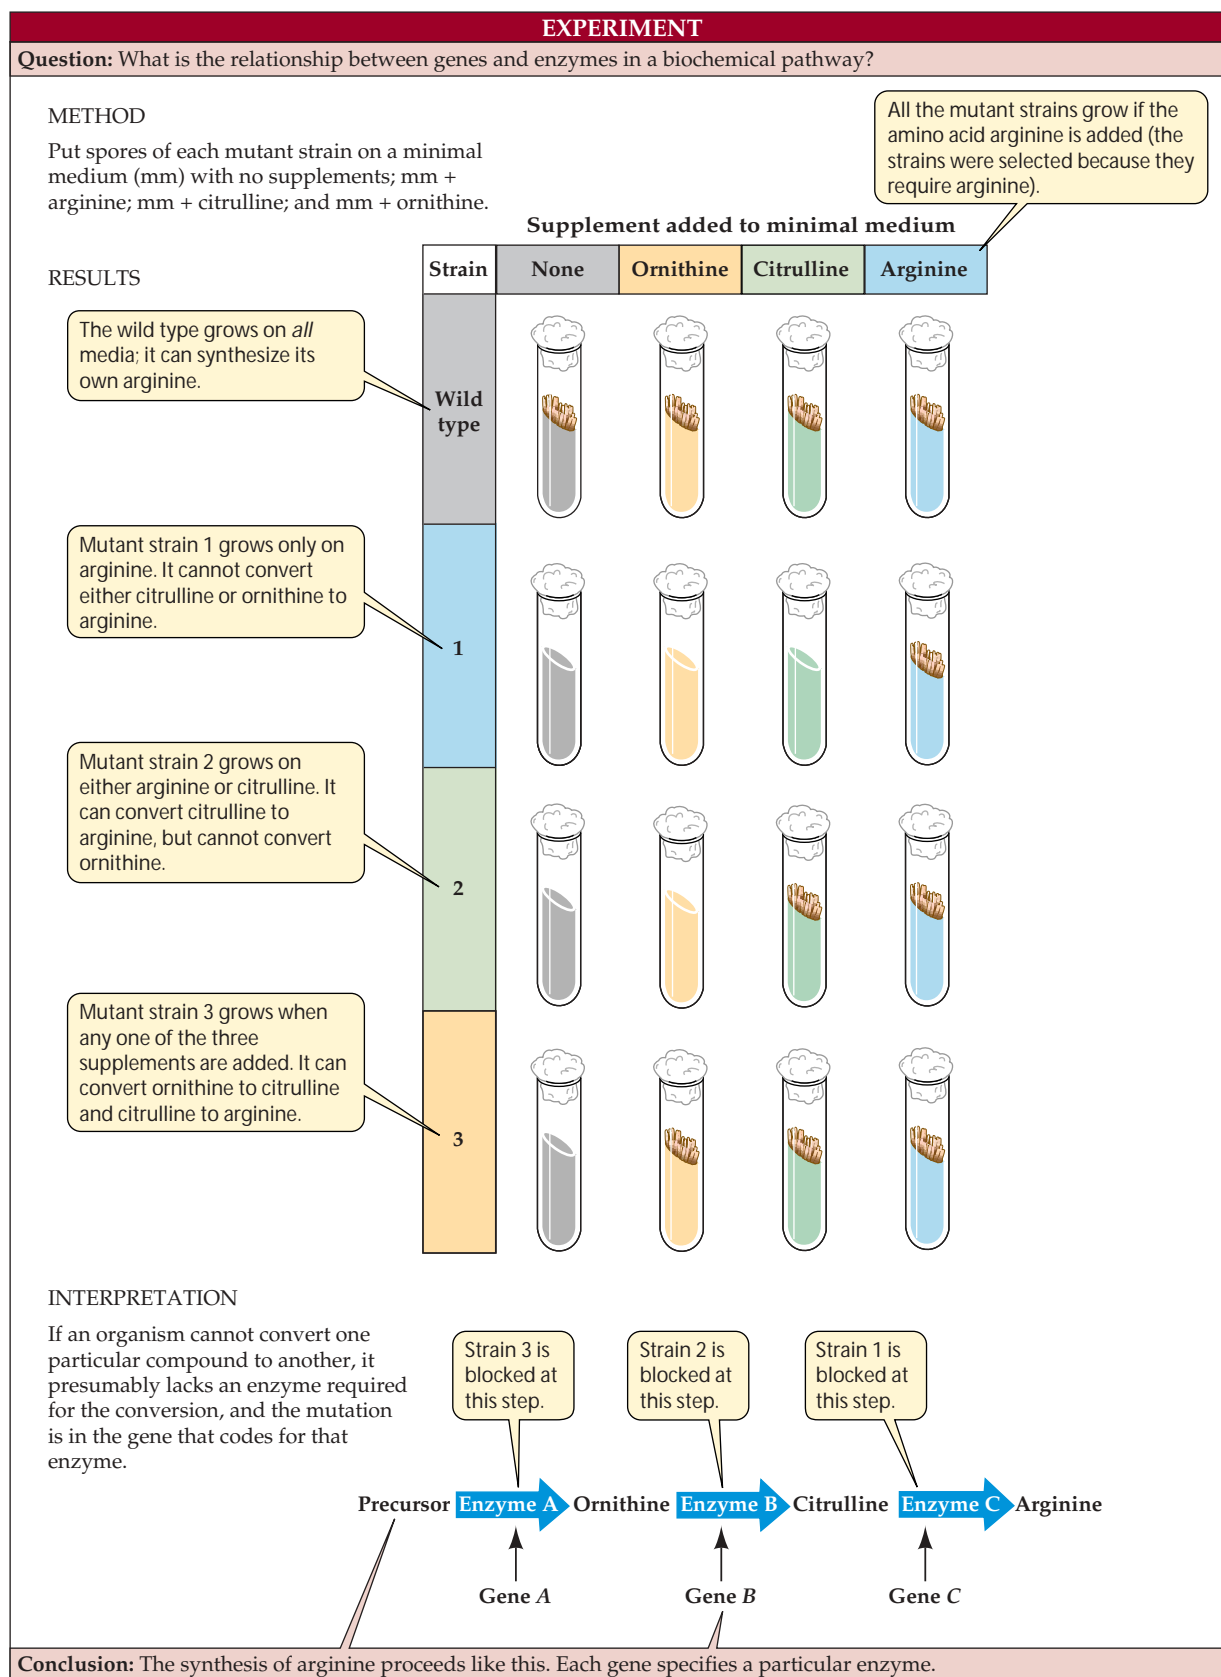 EXPERIMENT
Question: What is the relationship between genes and enzymes in a biochemical pathway?
METHOD
Put spores of each mutant strain on a minimal
medium (mm) with no supplements; mm +
arginine; mm + citrulline; and mm + ornithine.
All the mutant strains grow if the
amino acid arginine is added (the
strains were selected because they
require arginine).
Supplement added to minimal medium
RESULTS
Strain None Ornithine Citrulline Arginine
The wild type grows on all
media; it can synthesize its
own arginine.
Wild
type
Mutant strain 1 grows only on
arginine. It cannot convert
either citrulline or ornithine to
arginine.
1
Mutant strain 2 grows on
either arginine or citrulline. It
can convert citrulline to
arginine, but cannot convert
ornithine.
2
Mutant strain 3 grows when
any one of the three
supplements are added. It can
convert ornithine to citrulline
and citrulline to arginine.
3
INTERPRETATION
If an organism cannot convert one
particular compound to another, it
presumably lacks an enzyme required
for the conversion, and the mutation
is in the gene that codes for that
enzyme.
Strain 3 is
blocked at
this step.
Strain 2 is
blocked at
this step.
Strain 1 is
blocked at
this step.
Precursor Enzyme A Ornithine Enzyme B Citrulline Enzyme C Arginine
Gene A Gene B Gene C
Conclusion: The synthesis of arginine proceeds like this. Each gene specifies a particular enzyme.